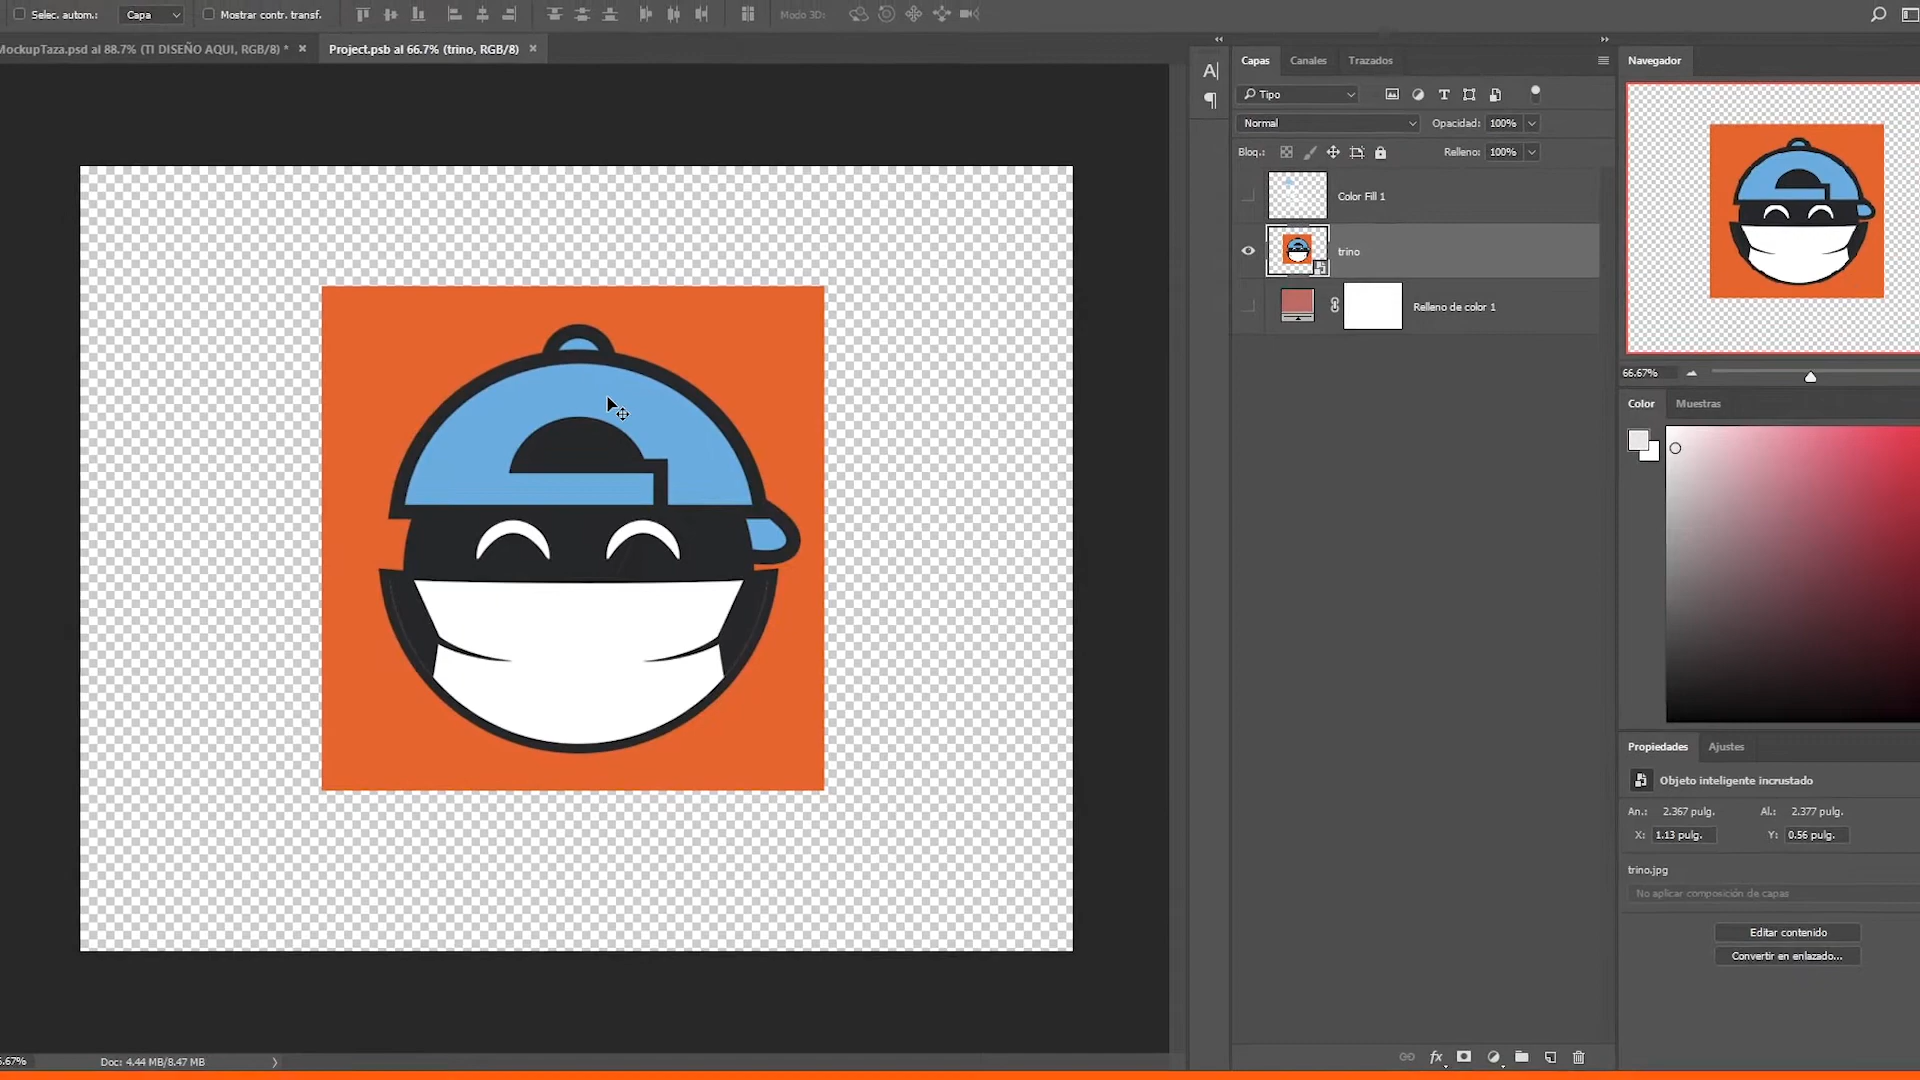 Selec. autom.:
Capa
Mostrar contr. transf.
Modo 3D:
MockupTaza.psd al 88.7% (TI DISEÑO AQUI, RGB/8) *
Project.psb al 66.7% (trino, RGB/8)
Capas
Canales
Trazados
Navegador
Tipo
Normal
Opacidad:
100%
Bloq.:
Relleno:
100%
Color Fill 1
trino
Relleno de color 1
66.67%
Color
Muestras
Propiedades
Ajustes
Objeto inteligente incrustado
An.: 2.367 pulg.
Al.: 2.377 pulg.
X: 1.13 pulg.
Y: 0.56 pulg.
trino.jpg
No aplicar composición de capas
Editar contenido
Convertir en enlazado...
fx
6.67%
Doc: 4.44 MB/8.47 MB